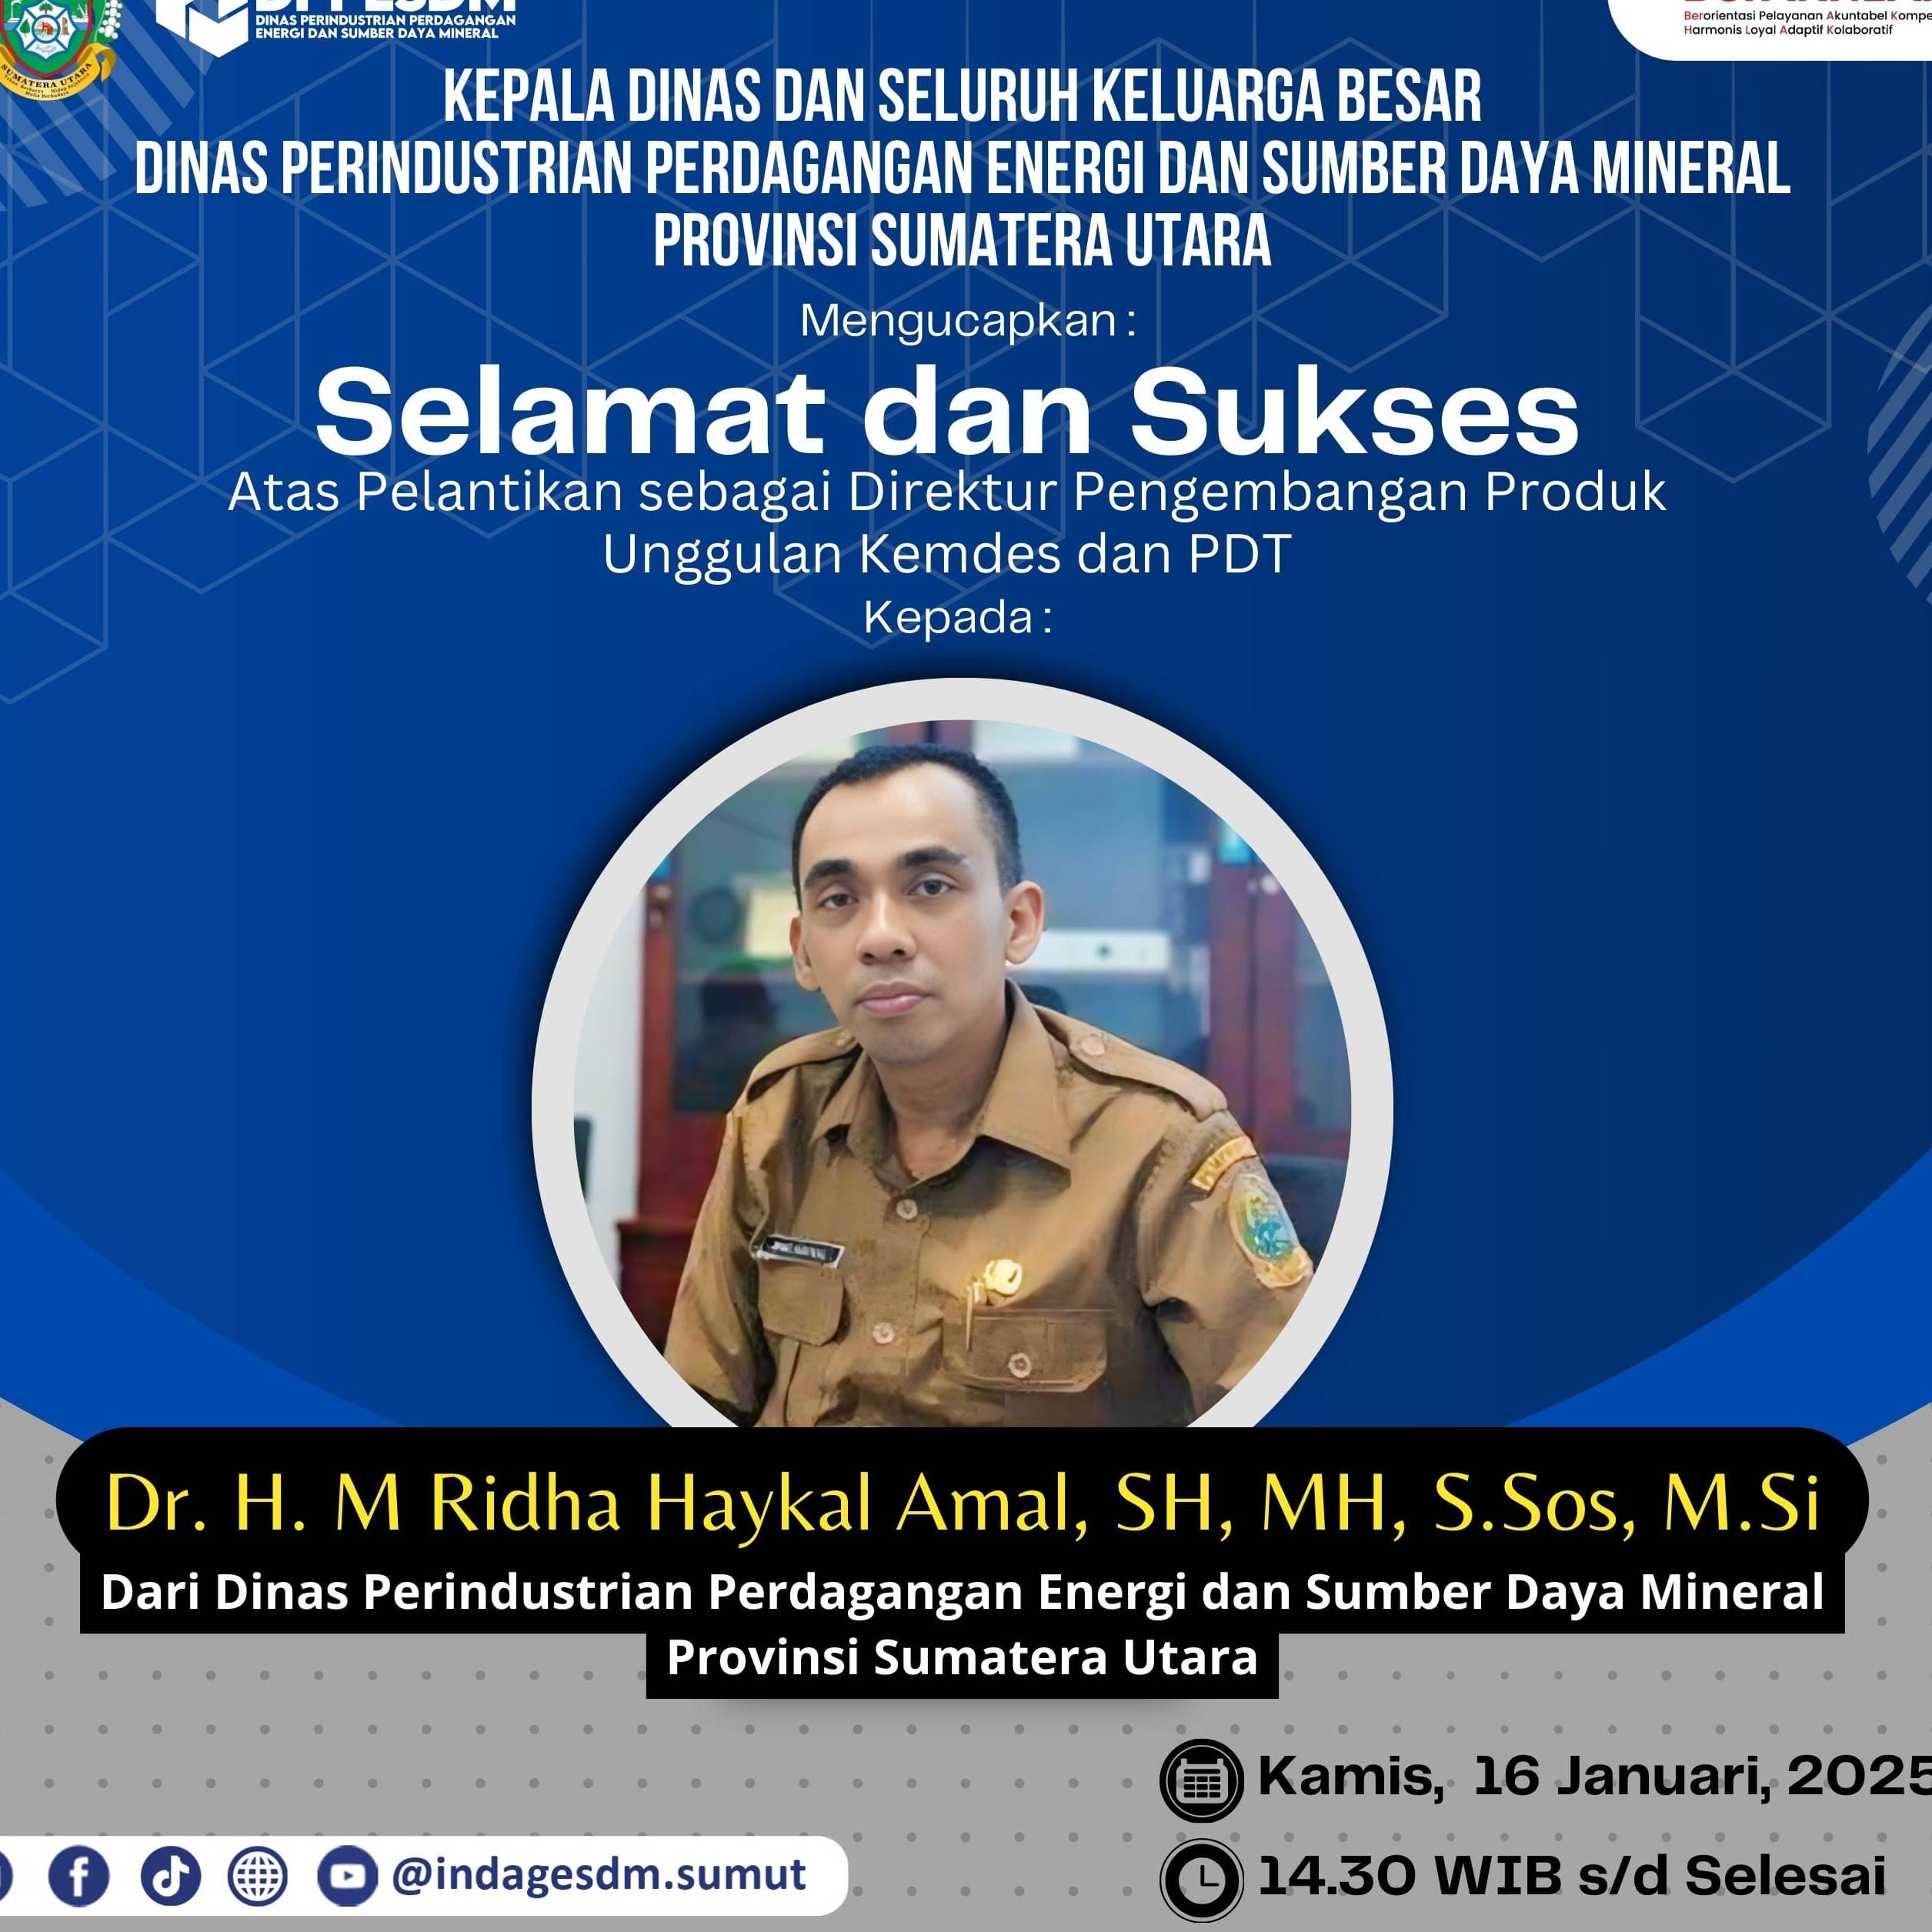 DINAS PERINDUSTRIAN PERDAGANGAN
ENERGI DAN SUMBER DAYA MINERAL
SUMATERA UTARA
Berorientasi Pelayanan Akuntabel
Harmonis Loyal Adaptif Kolaboratif
KEPALA DINAS DAN SELURUH KELUARGA BESAR
DINAS PERINDUSTRIAN PERDAGANGAN ENERGI DAN SUMBER DAYA MINERAL
PROVINSI SUMATERA UTARA
Mengucapkan :
Selamat dan Sukses
Atas Pelantikan sebagai Direktur Pengembangan Produk
Unggulan Kemdes dan PDT
Kepada :
Dr. H. M Ridha Haykal Amal, SH, MH, S.Sos, M.Si
Dari Dinas Perindustrian Perdagangan Energi dan Sumber Daya Mineral
Provinsi Sumatera Utara
Kamis, 16 Januari, 2025
14.30 WIB s/d Selesai
@indagesdm.sumut